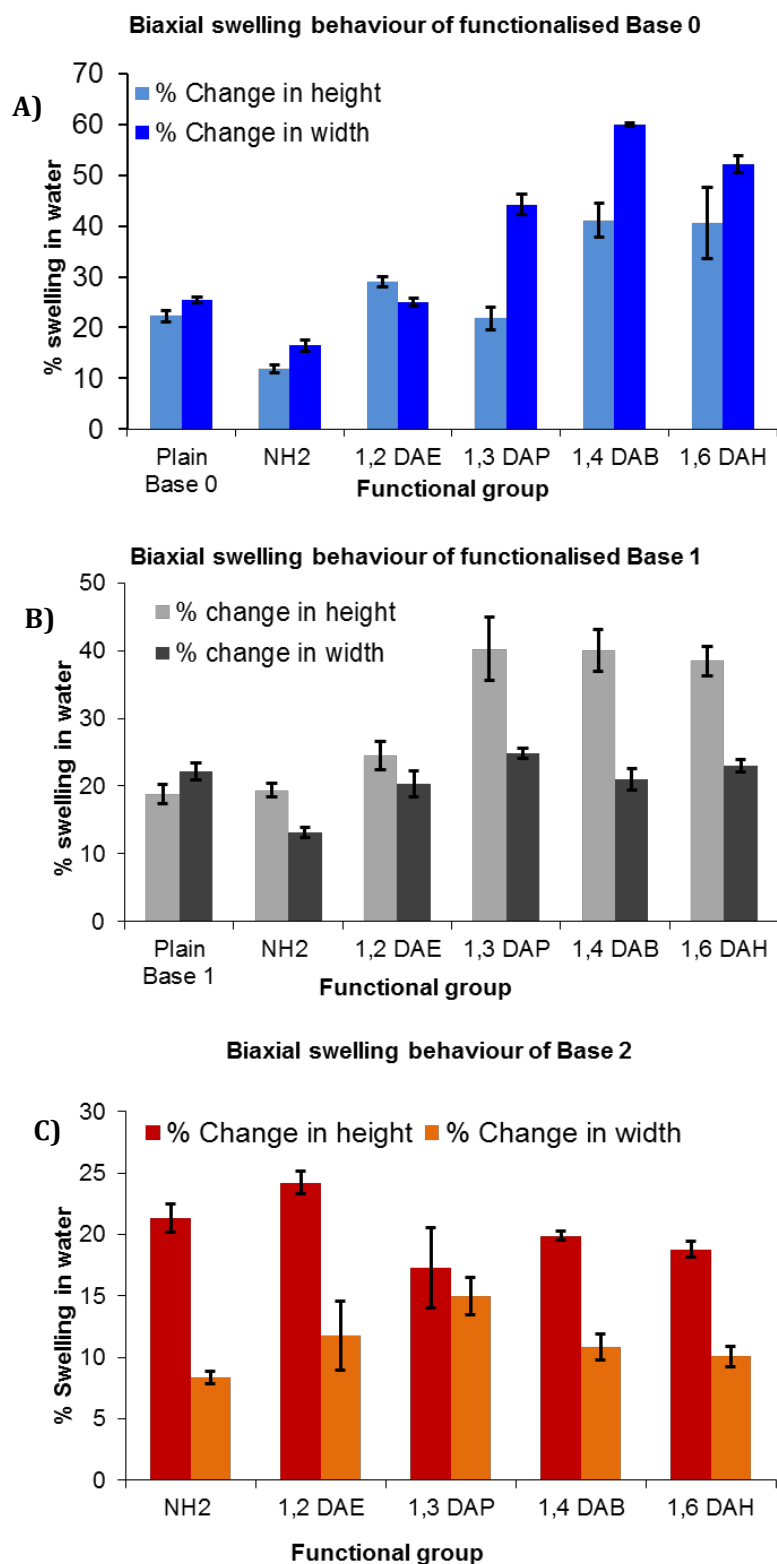 Biaxial swelling behaviour of functionalised Base 0
A)
% Change in height
% Change in width
% swelling in water
70
60
50
40
30
20
10
0
Plain Base 0
NH2
1,2 DAE
1,3 DAP
1,4 DAB
1,6 DAH
Functional group
Biaxial swelling behaviour of functionalised Base 1
B)
% change in height
% change in width
% swelling in water
50
40
30
20
10
0
Plain Base 1
NH2
1,2 DAE
1,3 DAP
1,4 DAB
1,6 DAH
Functional group
Biaxial swelling behaviour of Base 2
C)
% Change in height
% Change in width
% Swelling in water
30
25
20
15
10
5
0
NH2
1,2 DAE
1,3 DAP
1,4 DAB
1,6 DAH
Functional group